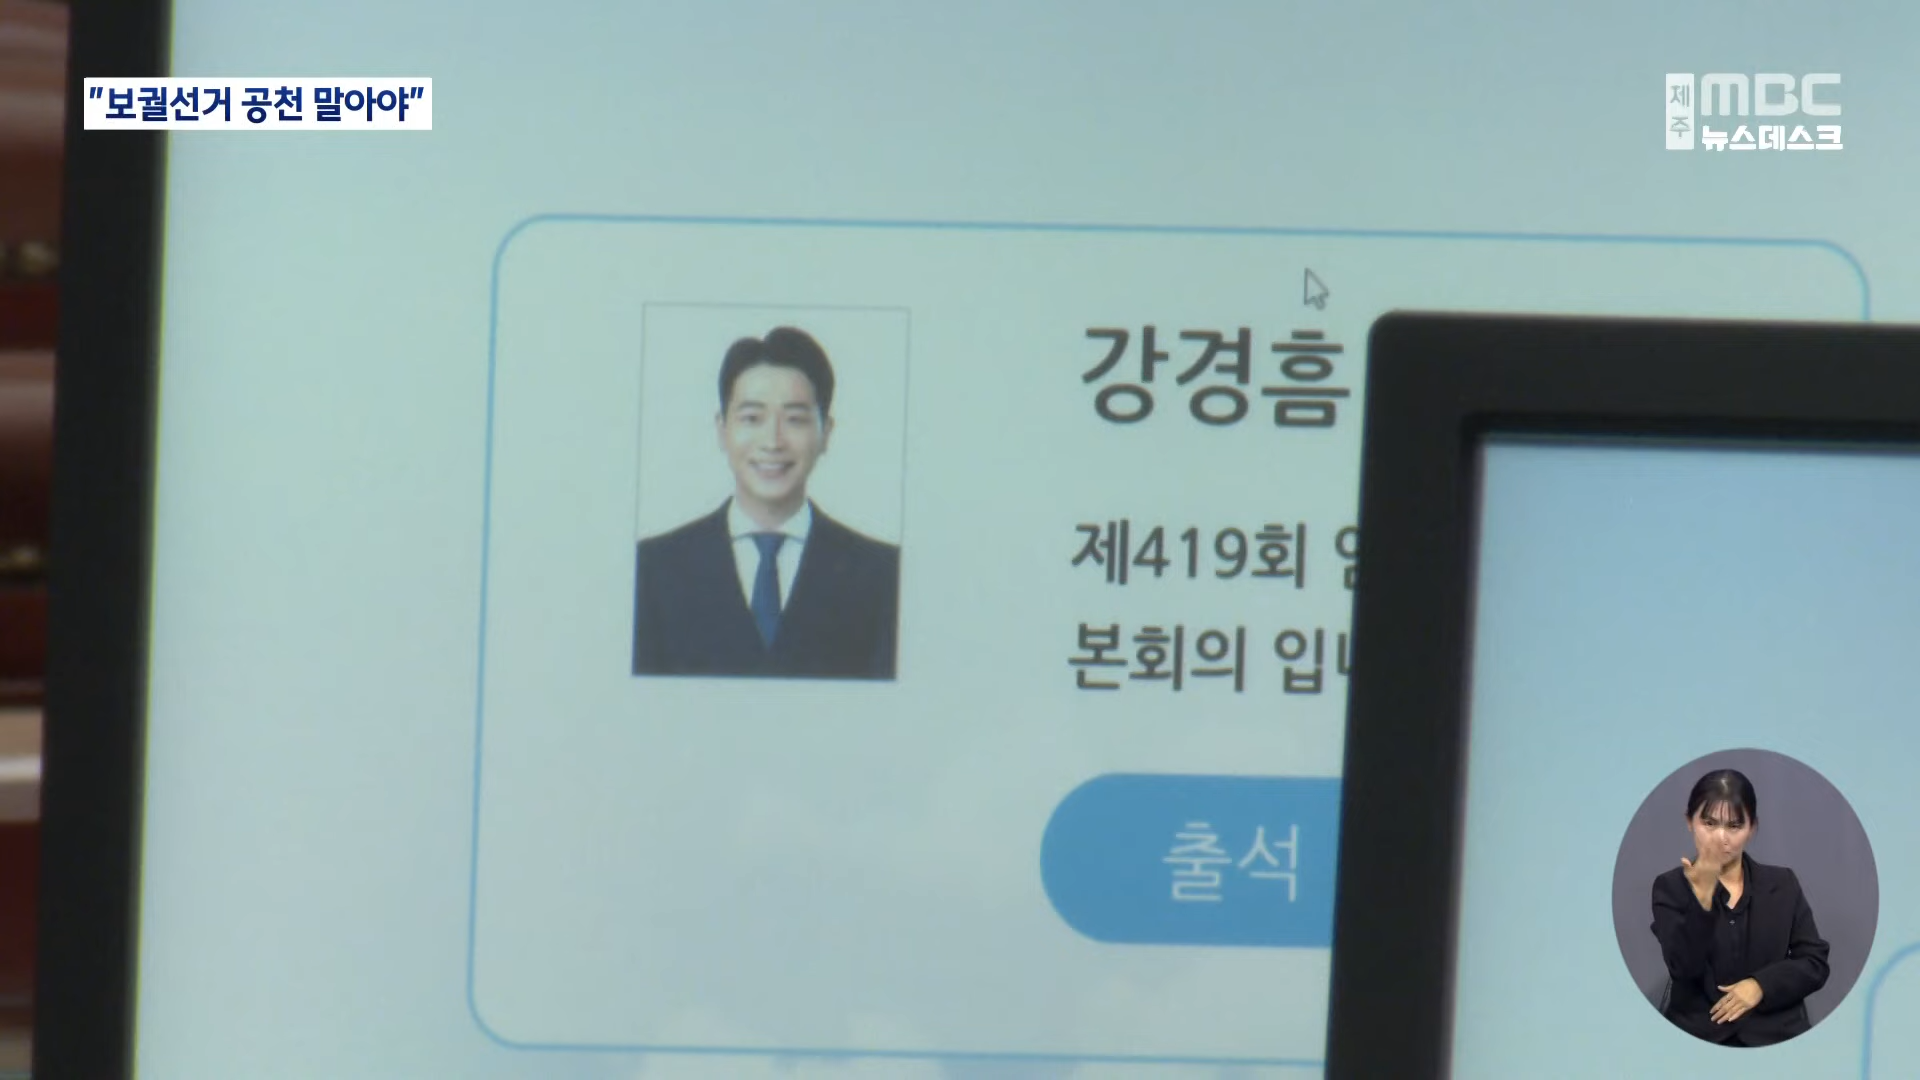 "보궐선거 공천 말아야"
제주
MBC
뉴스데스크
강경흠
제419회
본회의
출석